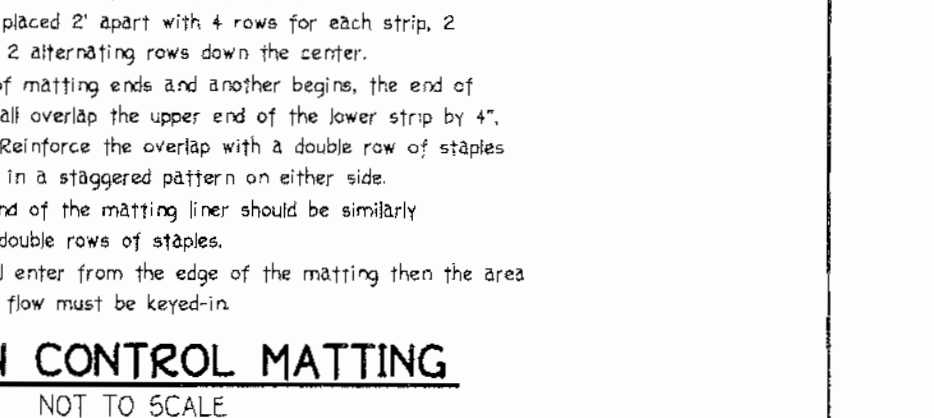 placed 2' apart with 4 rows for each strip, 2
2 alternating rows down the center.
of matting ends and another begins, the end of
all overlap the upper end of the lower strip by 4",
Reinforce the overlap with a double row of staples
in a staggered pattern on either side.
nd of the matting liner should be similarly
double rows of staples.
l enter from the edge of the matting then the area
flow must be keyed-in
N CONTROL MATTING
NOT TO SCALE